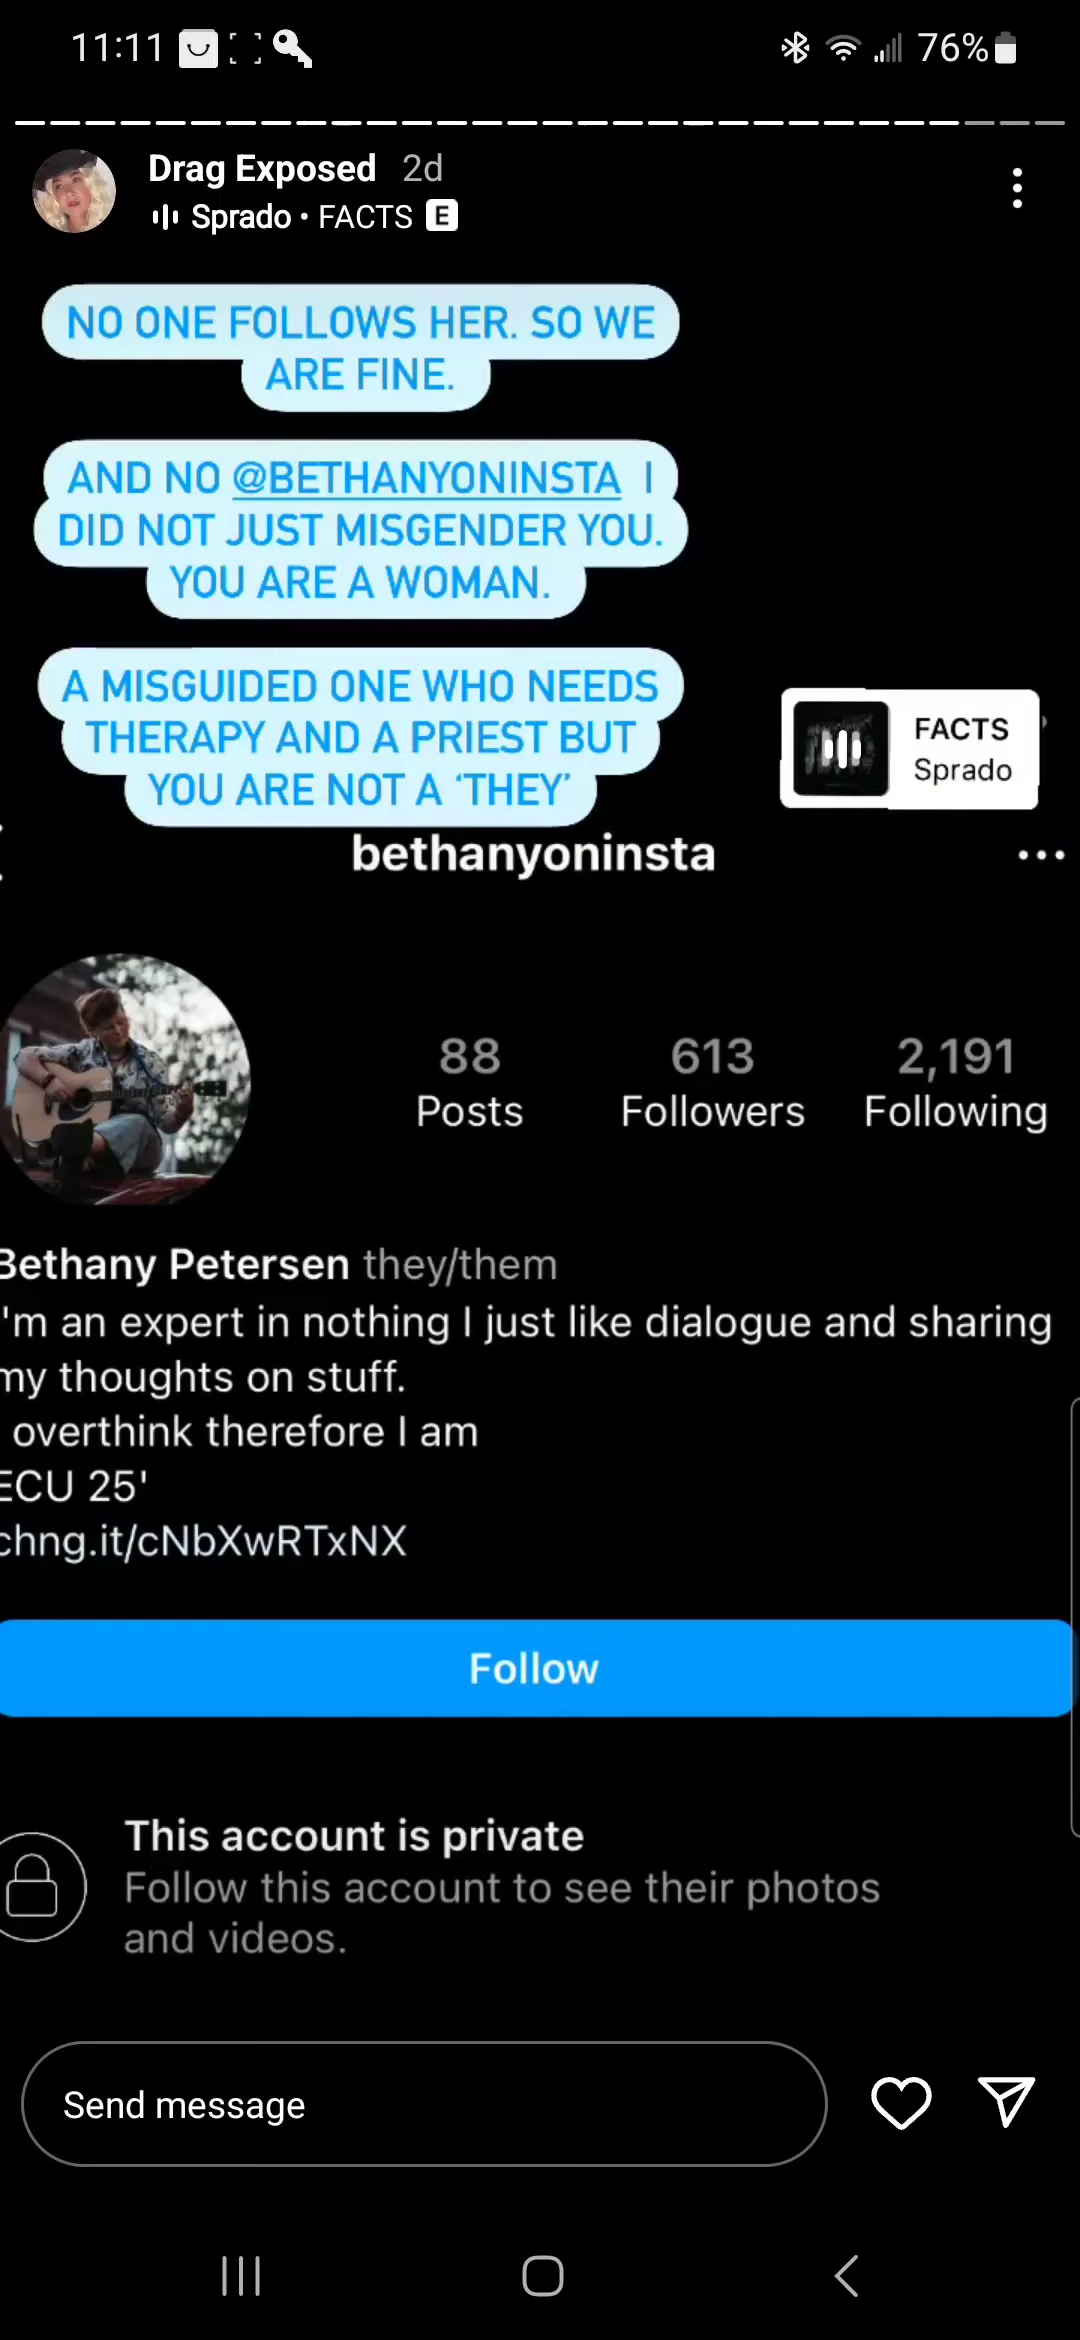 11:11
76%
Drag Exposed 2d
Sprado • FACTS E
NO ONE FOLLOWS HER. SO WE
ARE FINE.
AND NO @BETHANYONINSTA I
DID NOT JUST MISGENDER YOU.
YOU ARE A WOMAN.
A MISGUIDED ONE WHO NEEDS
THERAPY AND A PRIEST BUT
YOU ARE NOT A ‘THEY’
FACTS
Sprado
bethanyoninsta
88
Posts
613
Followers
2,191
Following
Bethany Petersen they/them
'm an expert in nothing I just like dialogue and sharing
my thoughts on stuff.
overthink therefore I am
ECU 25'
chng.it/cNbXwRTxNX
Follow
This account is private
Follow this account to see their photos
and videos.
Send message